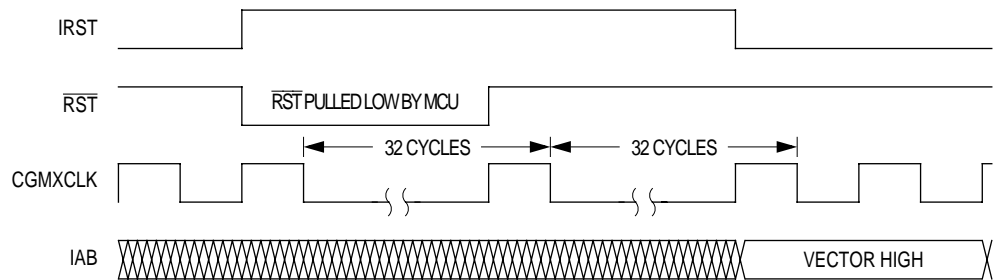 IRST
RST
RST PULLED LOW BY MCU
32 CYCLES
32 CYCLES
CGMXCLK
IAB
VECTOR HIGH